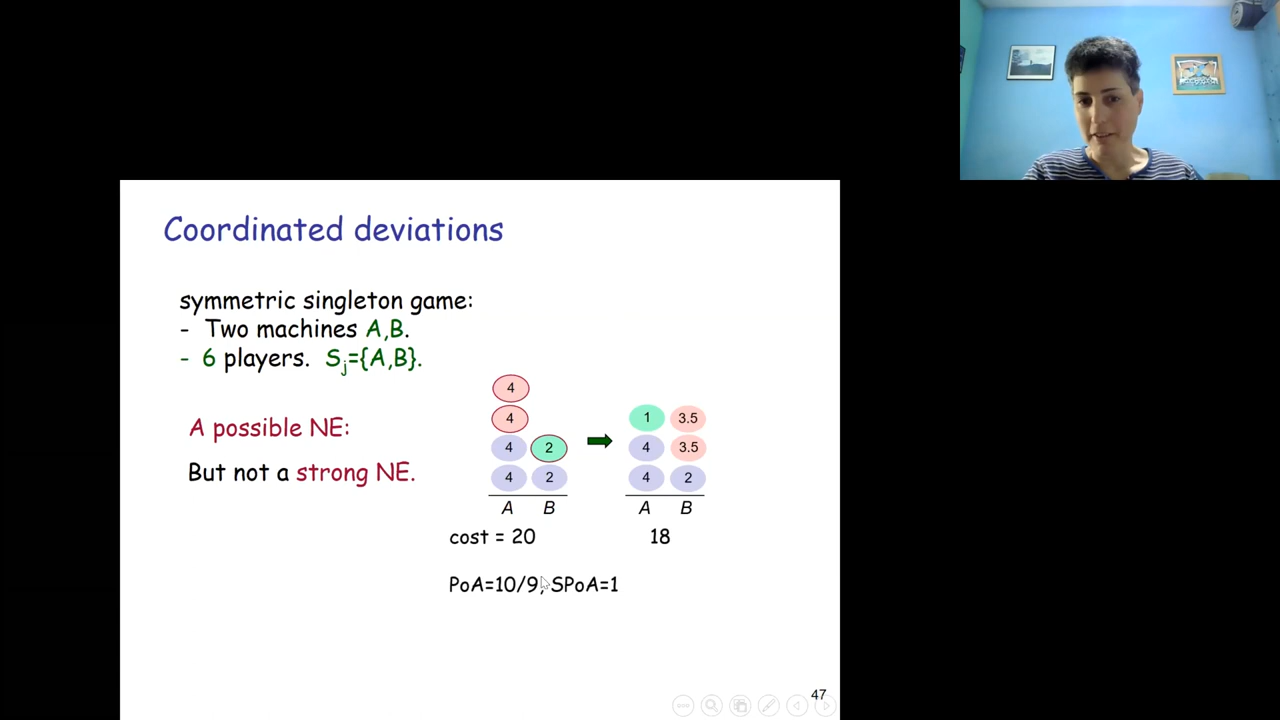 Coordinated deviations
symmetric singleton game:
- Two machines A,B.
- 6 players. Sj={A,B}.
A possible NE:
But not a strong NE.
4
4
4 2
4 2
A B
1 3.5
4 3.5
4 2
A B
cost = 20
18
PoA=10/9, SPoA=1
47